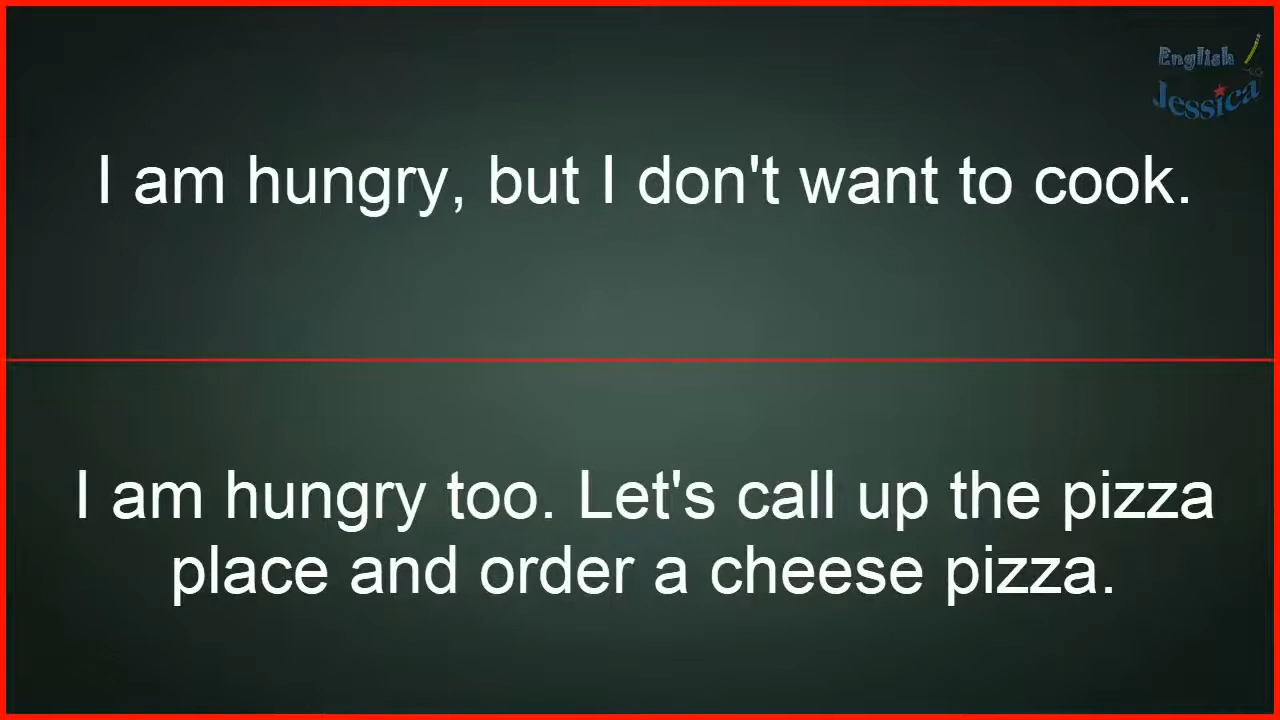 English
Jessica
I am hungry, but I don't want to cook.
I am hungry too. Let's call up the pizza
place and order a cheese pizza.